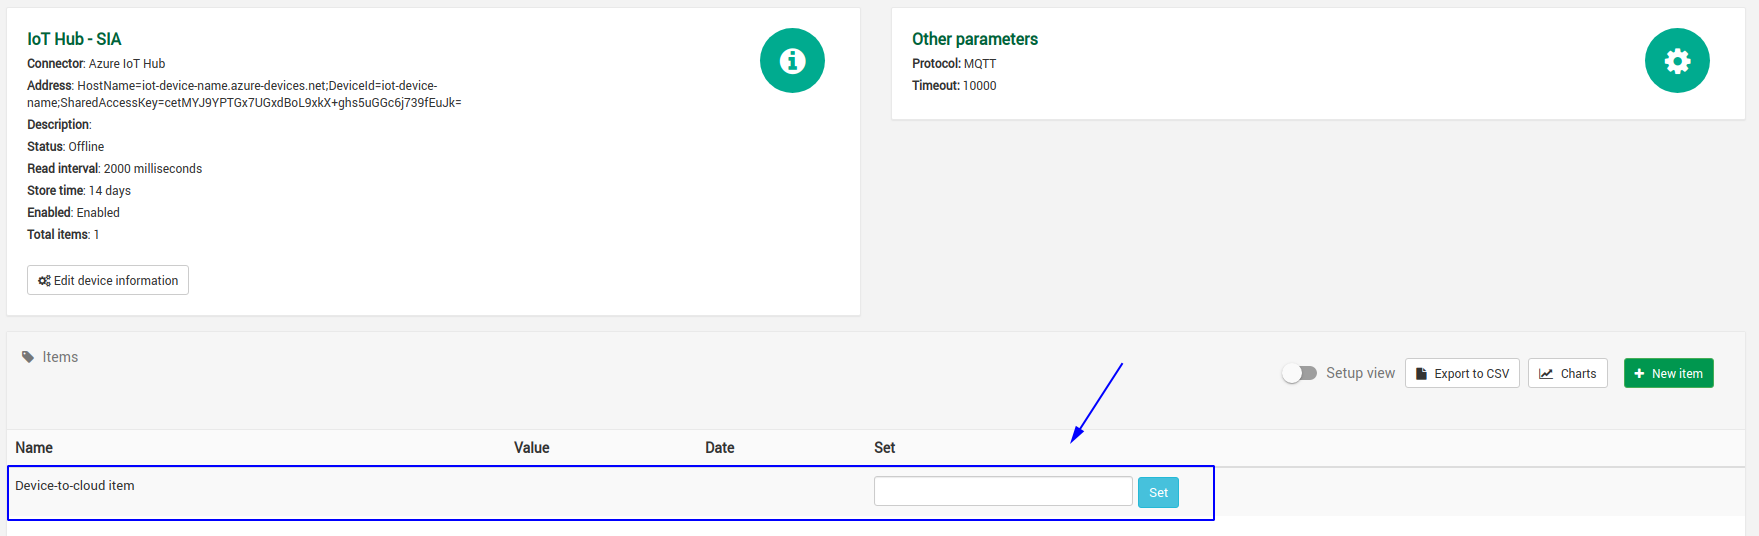 IoT Hub - SIA
Connector: Azure IoT Hub
Address: HostName=iot-device-name.azure-devices.net;DeviceId=iot-device-
name;SharedAccessKey=cetMYJ9YPTGx7UGxdBoL9xkX+ghs5uGGc6j739fEuJk=
Description:
Status: Offline
Read interval: 2000 milliseconds
Store time: 14 days
Enabled: Enabled
Total items: 1
Edit device information
Other parameters
Protocol: MQTT
Timeout: 10000
Items
Setup view
Export to CSV
Charts
New item
Name Value Date Set
Device-to-cloud item
Set